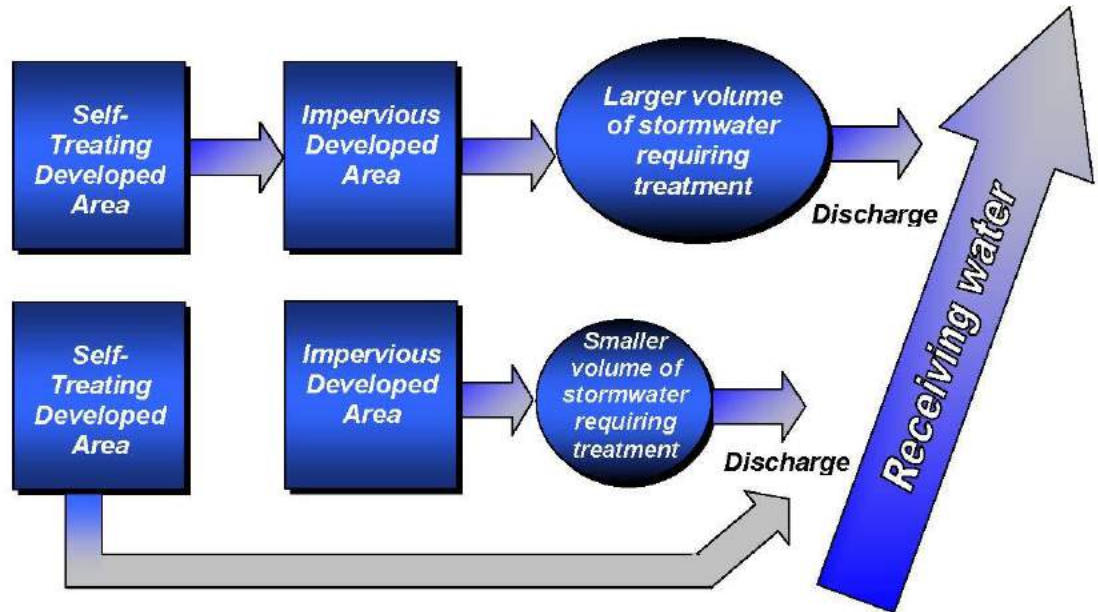 Self-
Treating
Developed
Area
Impervious
Developed
Area
Larger volume
of stormwater
requiring
treatment
Discharge
Self-
Treating
Developed
Area
Impervious
Developed
Area
Smaller
volume of
stormwater
requiring
treatment
Discharge
Receiving water